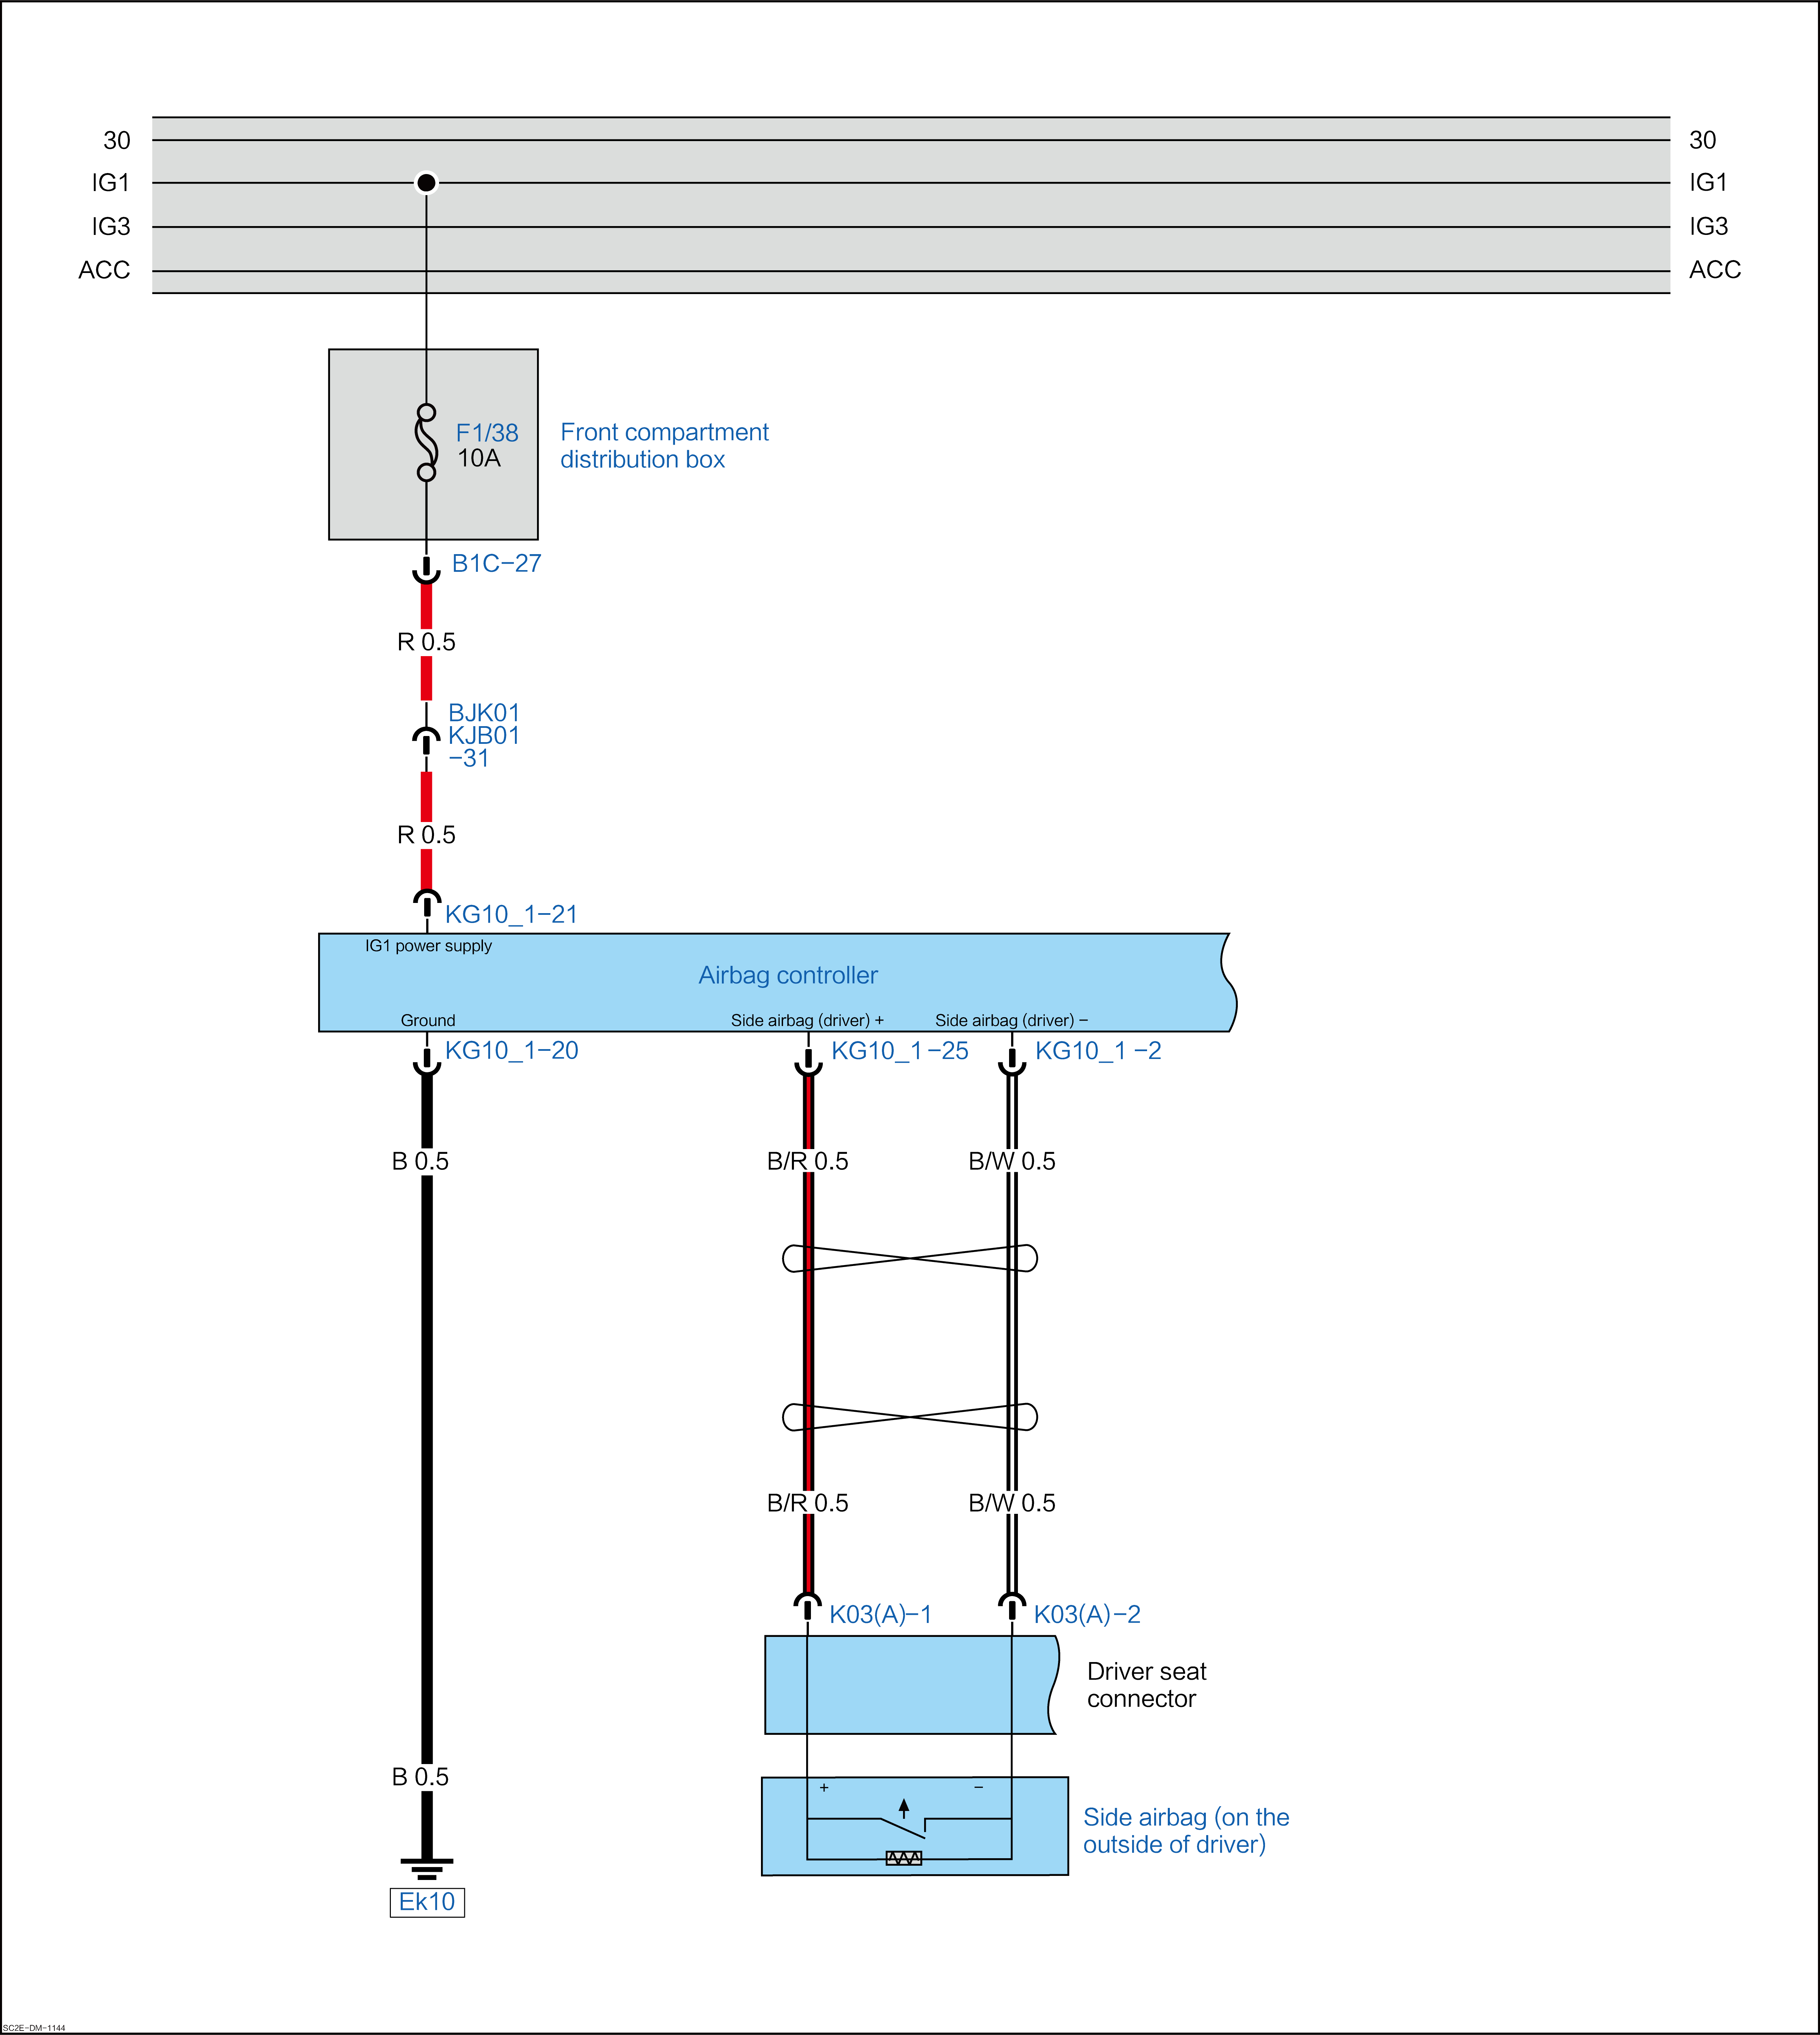 30
30
IG1
IG1
IG3
IG3
ACC
ACC
F1/38
10A
Front compartment
distribution box
B1C-27
R 0.5
BJK01
KJB01
-31
R 0.5
KG10_1-21
IG1 power supply
Airbag controller
Ground
Side airbag (driver) +
Side airbag (driver) -
KG10_1-20
KG10_1-25
KG10_1-2
B 0.5
B/R 0.5
B/W 0.5
B/R 0.5
B/W 0.5
K03(A)-1
K03(A)-2
Driver seat
connector
B 0.5
+
-
Side airbag (on the
outside of driver)
Ek10
SC2E-DM-1144